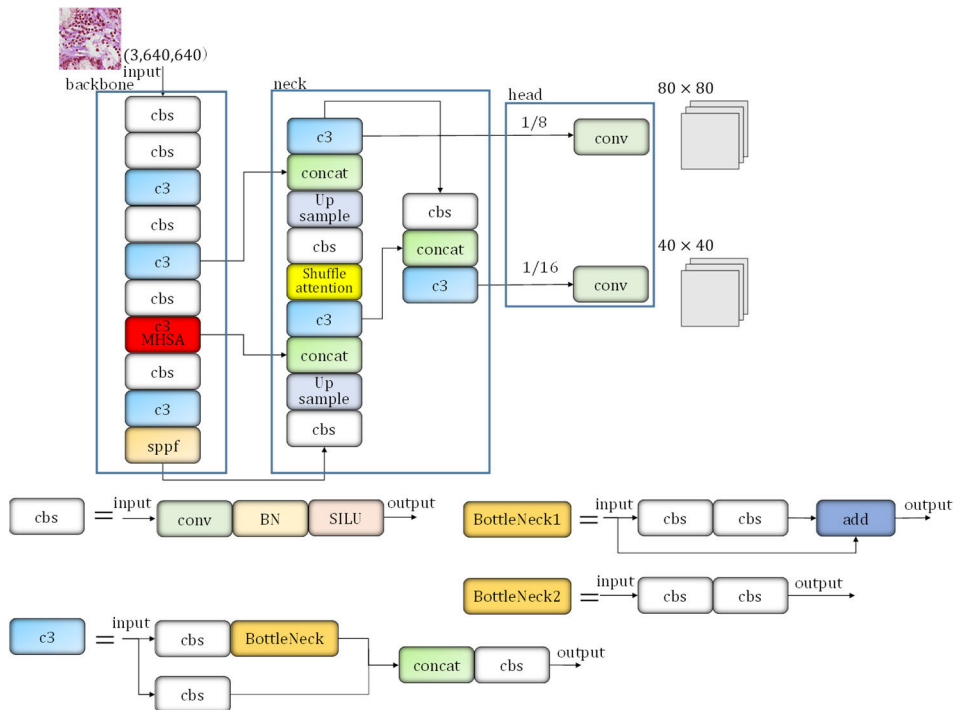 (3,640,640)
input
backbone
cbs
cbs
c3
cbs
c3
cbs
c3
MHSA
cbs
c3
sppf
neck
c3
concat
Up
sample
cbs
Shuffle
attention
c3
concat
Up
sample
cbs
cbs
concat
c3
head
1/8
conv
1/16
conv
80 × 80
40 × 40
cbs
=
input
conv
BN
SILU
output
BottleNeck1
=
input
cbs
cbs
add
output
BottleNeck2
=
input
cbs
cbs
output
c3
=
input
cbs
BottleNeck
cbs
concat
cbs
output